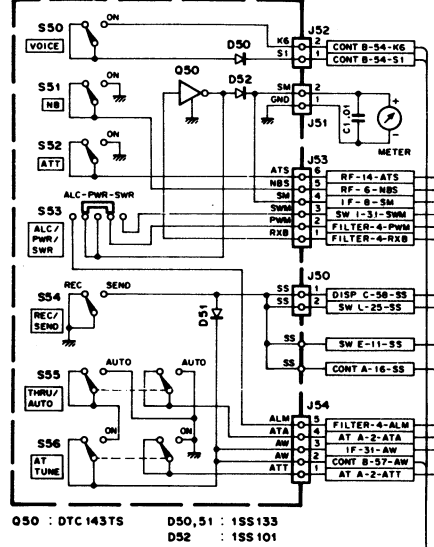 S50 ON
VOICE
D50
K6 2 CONT B-54-K6
S1 1 CONT B-54-S1
J52
S51 ON
NB
Q50
D52
SM 2
GND 1
J51
C1 .01
+
-
METER
S52 ON
ATT
J53
ATS 6 RF-14-ATS
NBS 5 RF-6-NBS
SM 4 IF-8-SM
SWM 3 SW 1-31-SWM
PWM 2 FILTER-4-PWM
RXB 1 FILTER-4-RXB
ALC-PWR-SWR
S53
ALC/
PWR/
SWR
S54 REC SEND
REC/
SEND
D51
J50
SS 1 DISP C-58-SS
SS 2 SW L-25-SS
SS SW E-11-SS
SS CONT A-16-SS
S55 AUTO AUTO
THRU/
AUTO
S56 ON ON
AT
TUNE
J54
ALM 5 FILTER-4-ALM
ATA 4 AT A-2-ATA
AW 3 IF-31-AW
AW 2 CONT B-57-AW
ATT 1 AT A-2-ATT
Q50 : DTC143TS D50,51 : 1SS133
D52 : 1SS101